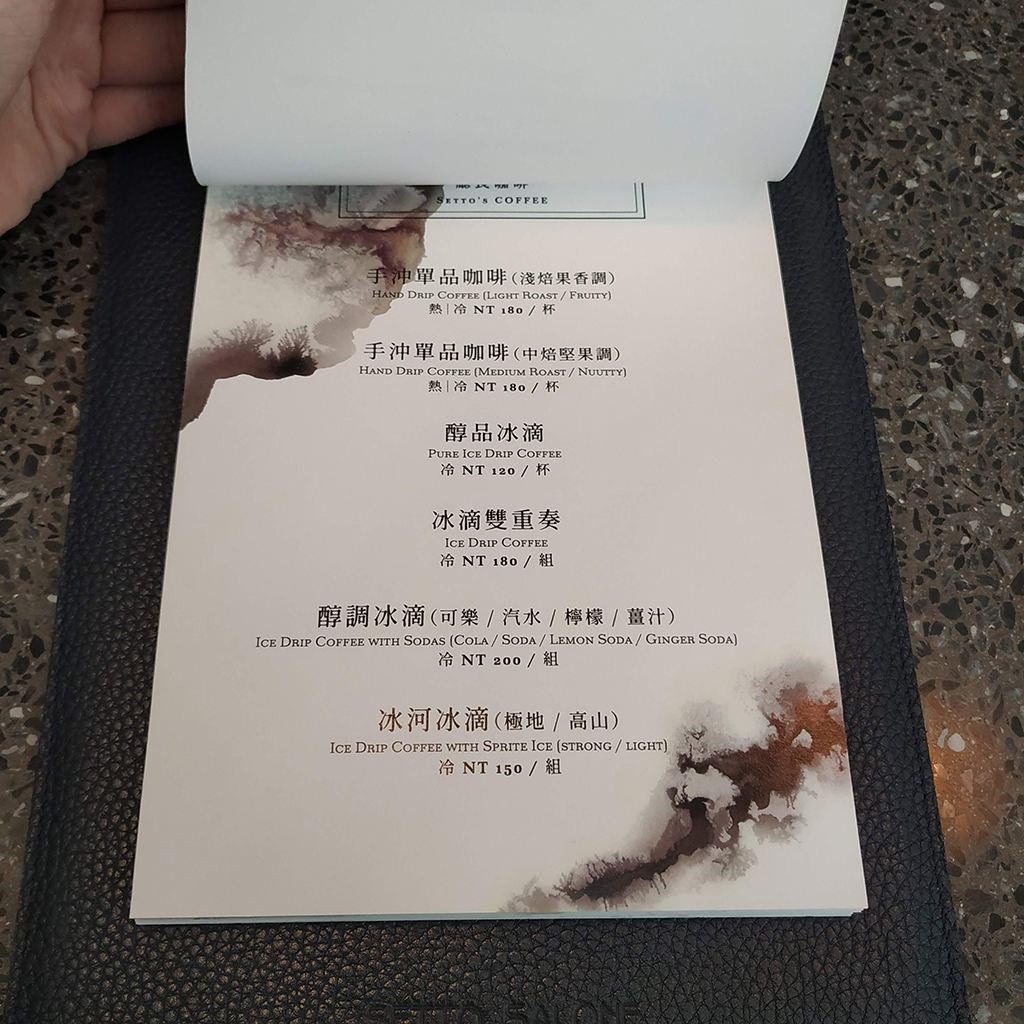 廳民咖啡
SETTO'S COFFEE
手沖單品咖啡(淺焙果香調)
HAND DRIP COFFEE (LIGHT ROAST / FRUITY)
熱|冷 NT 180 / 杯
手沖單品咖啡(中焙堅果調)
HAND DRIP COFFEE (MEDIUM ROAST / NUUTTY)
熱|冷 NT 180 / 杯
醇品冰滴
PURE ICE DRIP COFFEE
冷 NT 120 / 杯
冰滴雙重奏
ICE DRIP COFFEE
冷 NT 180 / 組
醇調冰滴(可樂 / 汽水 / 檸檬 / 薑汁)
ICE DRIP COFFEE WITH SODAS (COLA / SODA / LEMON SODA / GINGER SODA)
冷 NT 200 / 組
冰河冰滴(極地 / 高山)
ICE DRIP COFFEE WITH SPRITE ICE (STRONG / LIGHT)
冷 NT 150 / 組
SETTO SALONE